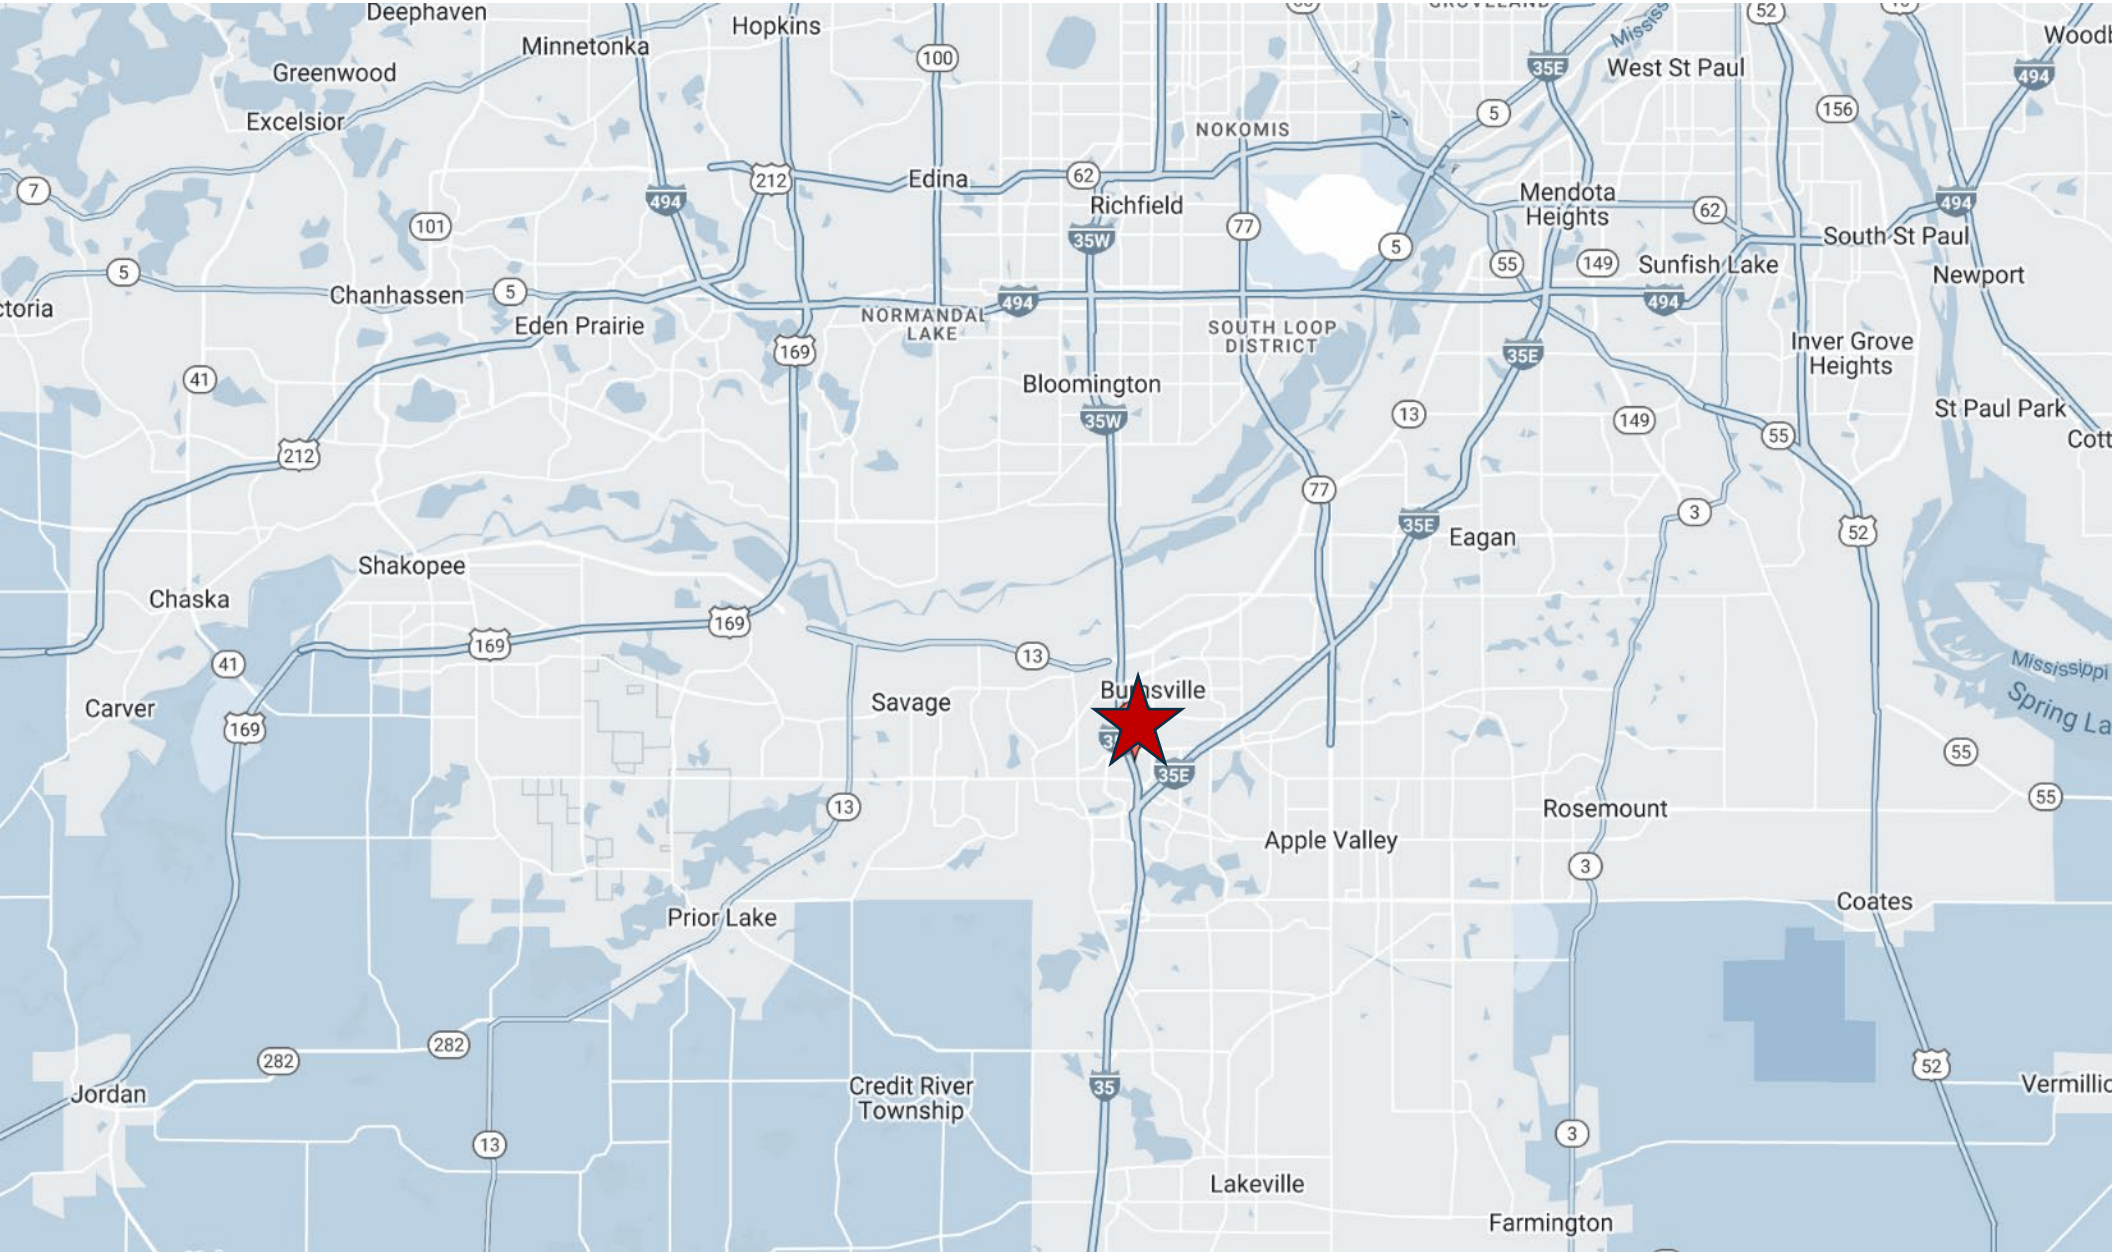 Deephaven
Hopkins
52
Minnetonka
100
Mississ
35E
West St Paul
494
Greenwood
Excelsior
5
156
NOKOMIS
7
494
212
Edina
62
Richfield
Mendota
Heights
62
494
101
35W
77
5
South St Paul
5
Chanhassen
5
55
149
Sunfish Lake
Newport
Eden Prairie
NORMANDAL
LAKE
494
494
SOUTH LOOP
DISTRICT
169
35E
Inver Grove
Heights
41
Bloomington
35W
13
149
St Paul Park
55
Cott
212
77
3
35E
Eagan
52
Shakopee
Chaska
169
169
41
13
Mississippi
Spring La
Carver
Savage
Burnsville
169
35E
55
55
13
Rosemount
Apple Valley
3
Coates
Prior Lake
282
282
Jordan
35
Credit River
Township
52
Vermillic
13
3
Lakeville
Farmington